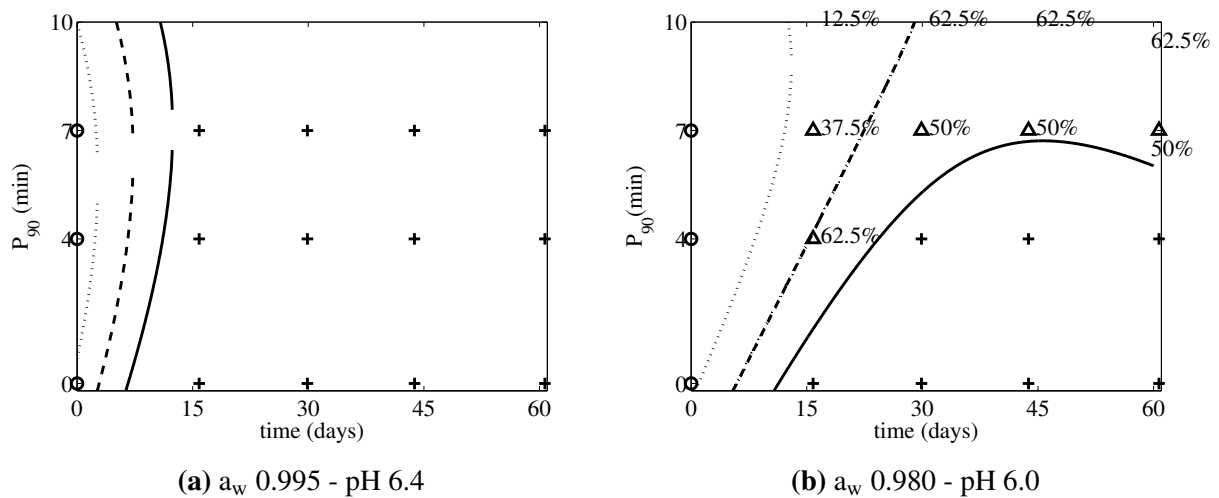 10
7
4
0
P90 (min)
0 15 30 45 60
time (days)
(a) aw 0.995 - pH 6.4
12.5% 62.5% 62.5%
62.5%
10
7
4
0
37.5% 50% 50%
50%
62.5%
P90(min)
0 15 30 45 60
time (days)
(b) aw 0.980 - pH 6.0